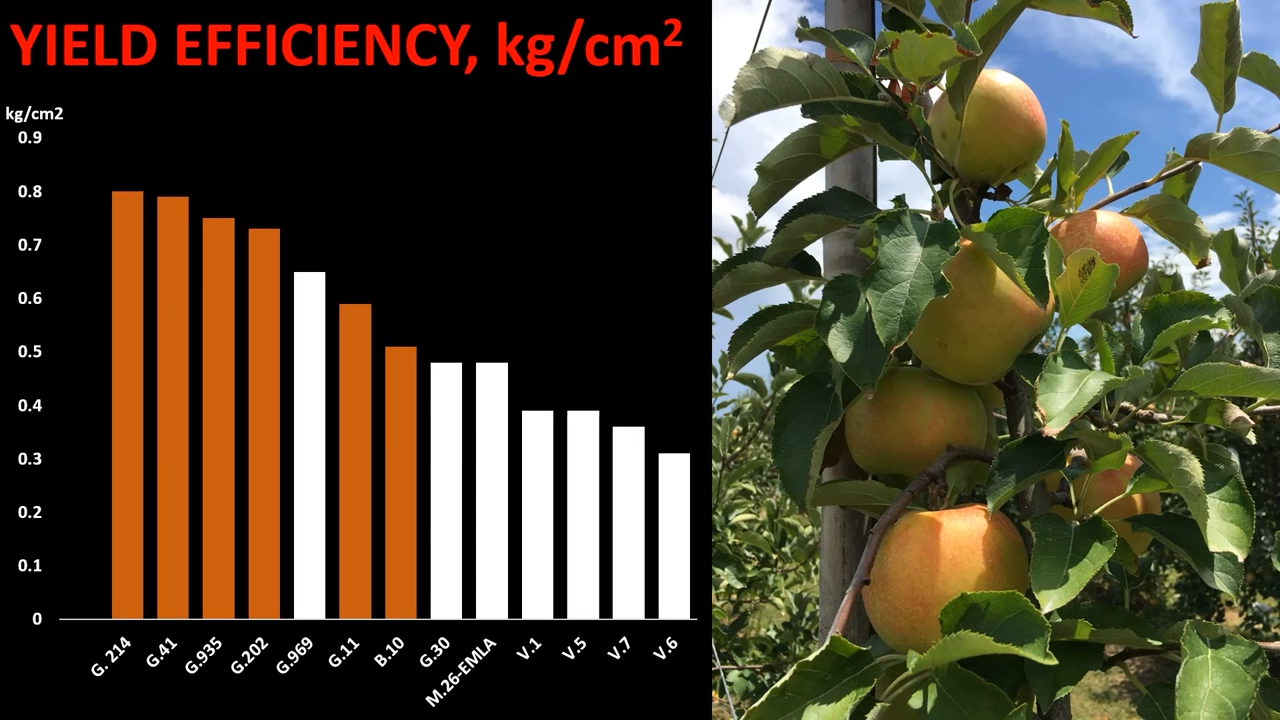 YIELD EFFICIENCY, kg/cm²
kg/cm2
0.9
0.8
0.7
0.6
0.5
0.4
0.3
0.2
0.1
0
G. 214
G.41
G.935
G.202
G.969
G.11
B.10
G.30
M.26-EMLA
V.1
V.5
V.7
V.6